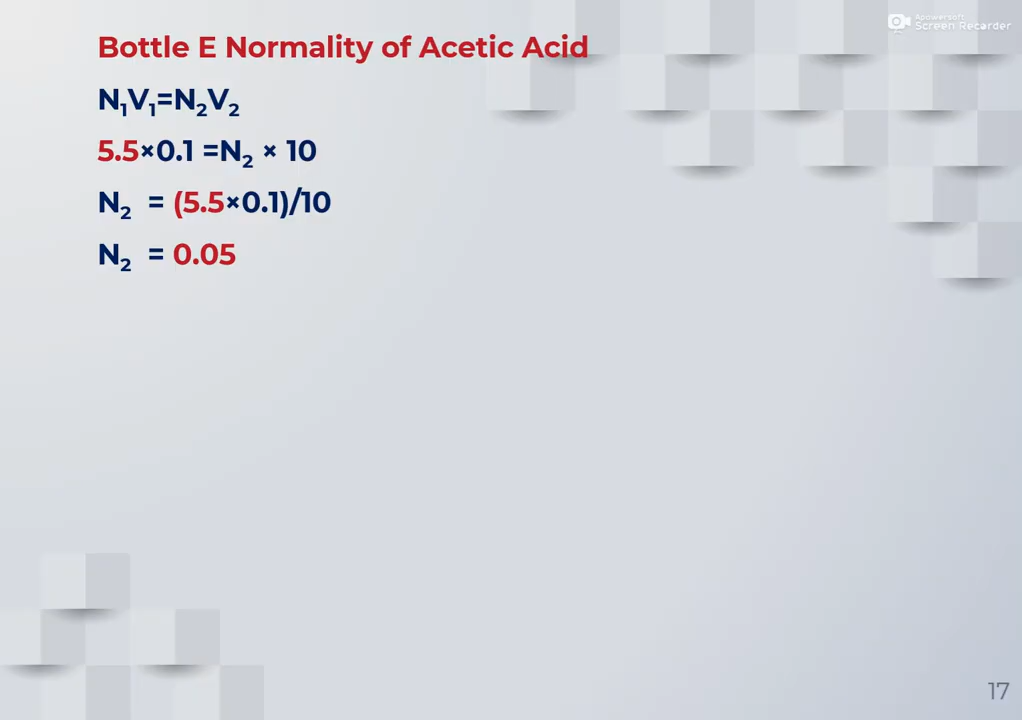 Apowersoft
Screen Recorder
Bottle E Normality of Acetic Acid
N₁V₁=N₂V₂
5.5×0.1 =N₂ × 10
N₂ = (5.5×0.1)/10
N₂ = 0.05
17